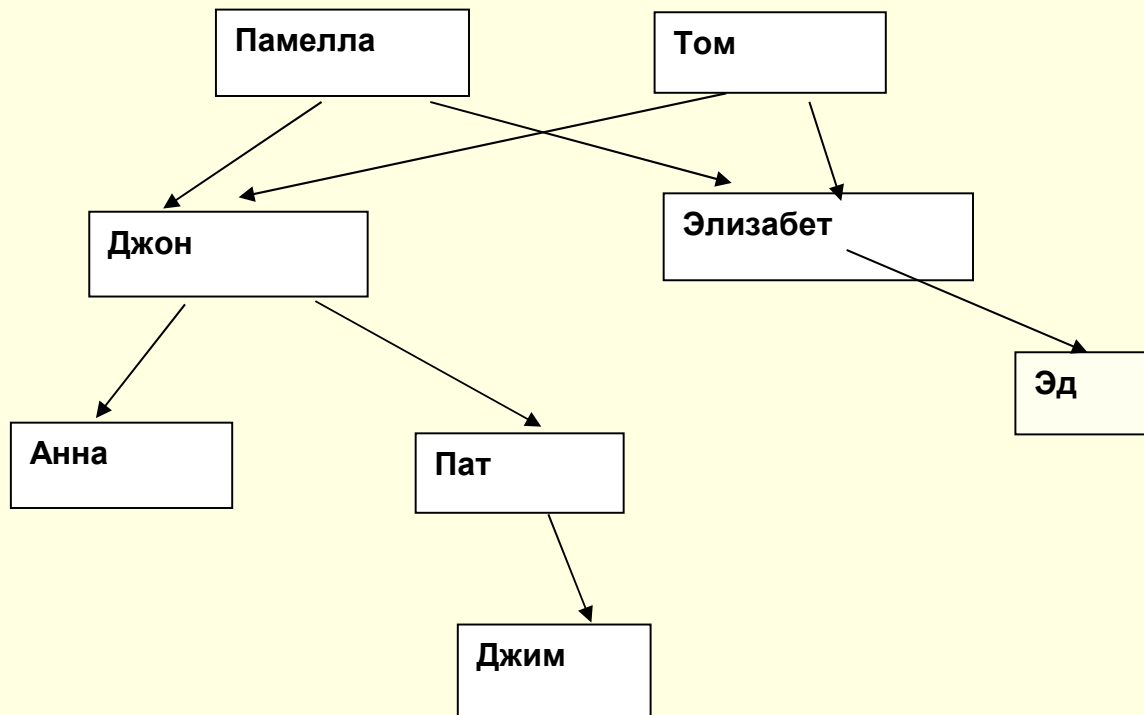 Памелла
Том
Джон
Элизабет
Эд
Анна
Пат
Джим